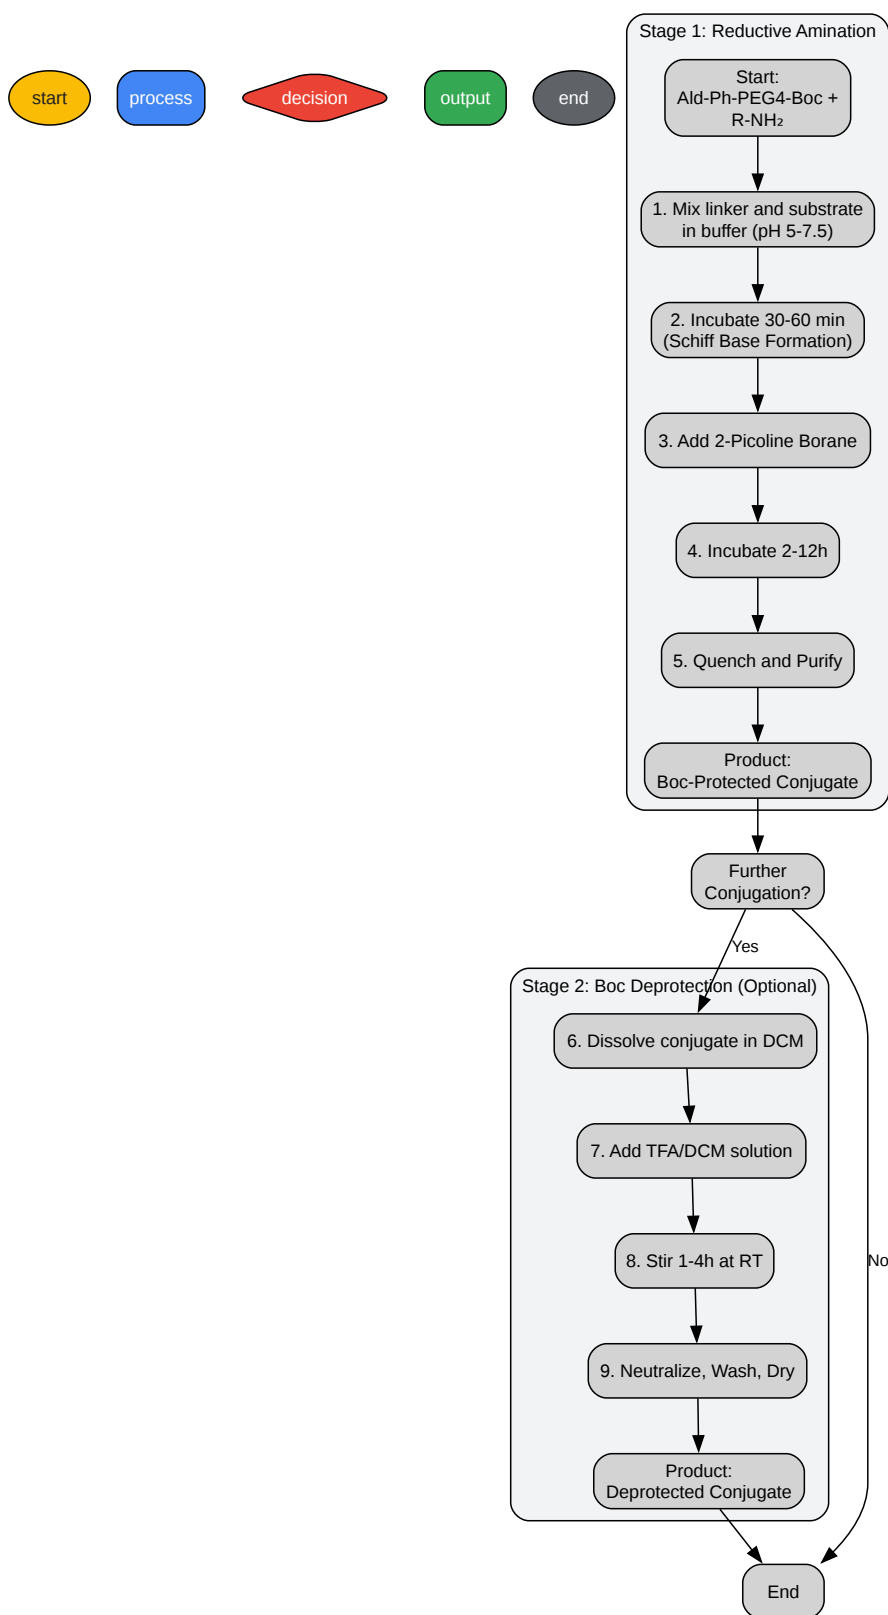 Stage 1: Reductive Amination
start
process
decision
output
end
Start:
Ald-Ph-PEG4-Boc +
R-NH₂
1. Mix linker and substrate
in buffer (pH 5-7.5)
2. Incubate 30-60 min
(Schiff Base Formation)
3. Add 2-Picoline Borane
4. Incubate 2-12h
5. Quench and Purify
Product:
Boc-Protected Conjugate
Further
Conjugation?
Yes
Stage 2: Boc Deprotection (Optional)
6. Dissolve conjugate in DCM
7. Add TFA/DCM solution
8. Stir 1-4h at RT
No
9. Neutralize, Wash, Dry
Product:
Deprotected Conjugate
End